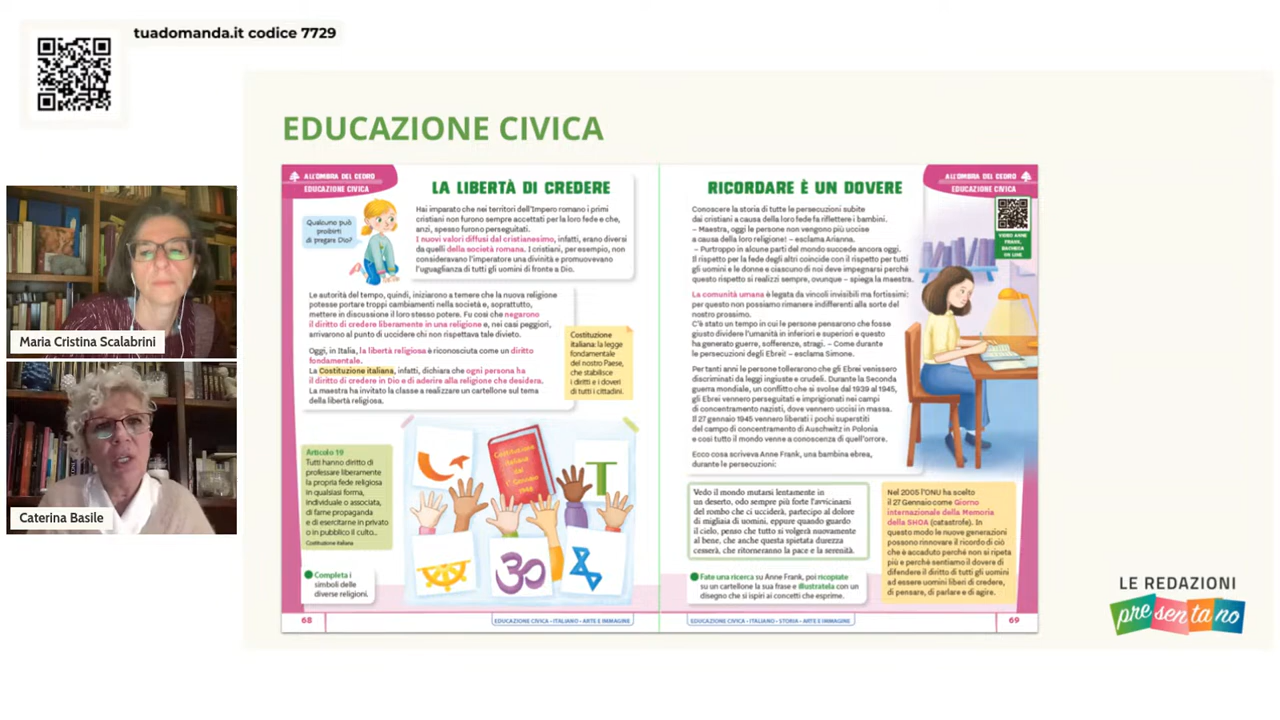 tuadomanda.it codice 7729
EDUCAZIONE CIVICA
ALL'OMBRA DEL CEDRO
EDUCAZIONE CIVICA
LA LIBERTÀ DI CREDERE
Qualcuno può
proibirti
di pregare Dio?
Hai imparato che nei territori dell'Impero romano i primi
cristiani non furono sempre accettati per la loro fede e che,
anzi, spesso furono perseguitati.
I nuovi valori diffusi dal cristianesimo, infatti, erano diversi
da quelli della società romana. I cristiani, per esempio, non
consideravano l'imperatore una divinità e promuovevano
l'uguaglianza di tutti gli uomini di fronte a Dio.
Le autorità del tempo, quindi, iniziarono a temere che la nuova religione
potesse portare troppi cambiamenti nella società e, soprattutto,
mettere in discussione il loro stesso potere. Fu così che negarono
il diritto di credere liberamente in una religione e, nei casi peggiori,
arrivarono al punto di uccidere chi non rispettava tale divieto.
Oggi, in Italia, la libertà religiosa è riconosciuta come un diritto
fondamentale.
La Costituzione italiana, infatti, dichiara che ogni persona ha
il diritto di credere in Dio e di aderire alla religione che desidera.
La maestra ha invitato la classe a realizzare un cartellone sul tema
della libertà religiosa.
Costituzione
italiana: la legge
fondamentale
del nostro Paese,
che stabilisce
i diritti e i doveri
di tutti i cittadini.
Articolo 19
Tutti hanno diritto di
professare liberamente
la propria fede religiosa
in qualsiasi forma,
individuale o associata,
di farne propaganda
e di esercitarne in privato
o in pubblico il culto...
Costituzione italiana
Costituzione
italiana
dal
1° Gennaio
1948
Completa i
simboli delle
diverse religioni.
68
EDUCAZIONE CIVICA • ITALIANO • ARTE E IMMAGINE
RICORDARE È UN DOVERE
ALL'OMBRA DEL CEDRO
EDUCAZIONE CIVICA
VIDEO ANNE
FRANK,
BACHECA
ON LINE
Conoscere la storia di tutte le persecuzioni subite
dai cristiani a causa della loro fede fa riflettere i bambini.
– Maestra, oggi le persone non vengono più uccise
a causa della loro religione! – esclama Arianna.
– Purtroppo in alcune parti del mondo succede ancora oggi.
Il rispetto per la fede degli altri coincide con il rispetto per tutti
gli uomini e le donne e ciascuno di noi deve impegnarsi perché
questo rispetto si realizzi sempre, ovunque – spiega la maestra.
La comunità umana è legata da vincoli invisibili ma fortissimi:
per questo non possiamo rimanere indifferenti alla sorte del
nostro prossimo.
C'è stato un tempo in cui le persone pensarono che fosse
giusto dividere l'umanità in inferiori e superiori e questo
ha generato guerre, sofferenze, stragi. – Come durante
le persecuzioni degli Ebrei! – esclama Simone.
Per tanti anni le persone tollerarono che gli Ebrei venissero
discriminati da leggi ingiuste e crudeli. Durante la Seconda
guerra mondiale, un conflitto che si svolse dal 1939 al 1945,
gli Ebrei vennero perseguitati e imprigionati nei campi
di concentramento nazisti, dove vennero uccisi in massa.
Il 27 gennaio 1945 vennero liberati i pochi superstiti
del campo di concentramento di Auschwitz in Polonia
e così tutto il mondo venne a conoscenza di quell'orrore.
Ecco cosa scriveva Anne Frank, una bambina ebrea,
durante le persecuzioni:
Vedo il mondo mutarsi lentamente in
un deserto, odo sempre più forte l'avvicinarsi
del rombo che ci ucciderà, partecipo al dolore
di migliaia di uomini, eppure quando guardo
il cielo, penso che tutto si volgerà nuovamente
al bene, che anche questa spietata durezza
cesserà, che ritorneranno la pace e la serenità.
Fate una ricerca su Anne Frank, poi ricopiate
su un cartellone la sua frase e illustratela con un
disegno che si ispiri ai concetti che esprime.
Nel 2005 l'ONU ha scelto
il 27 Gennaio come Giorno
internazionale della Memoria
della SHOA (catastrofe). In
questo modo le nuove generazioni
possono rinnovare il ricordo di ciò
che è accaduto perché non si ripeta
più e perché sentiamo il dovere di
difendere il diritto di tutti gli uomini
ad essere uomini liberi di credere,
di pensare, di parlare e di agire.
EDUCAZIONE CIVICA • ITALIANO • STORIA • ARTE E IMMAGINE
69
Maria Cristina Scalabrini
Caterina Basile
LE REDAZIONI
presentano